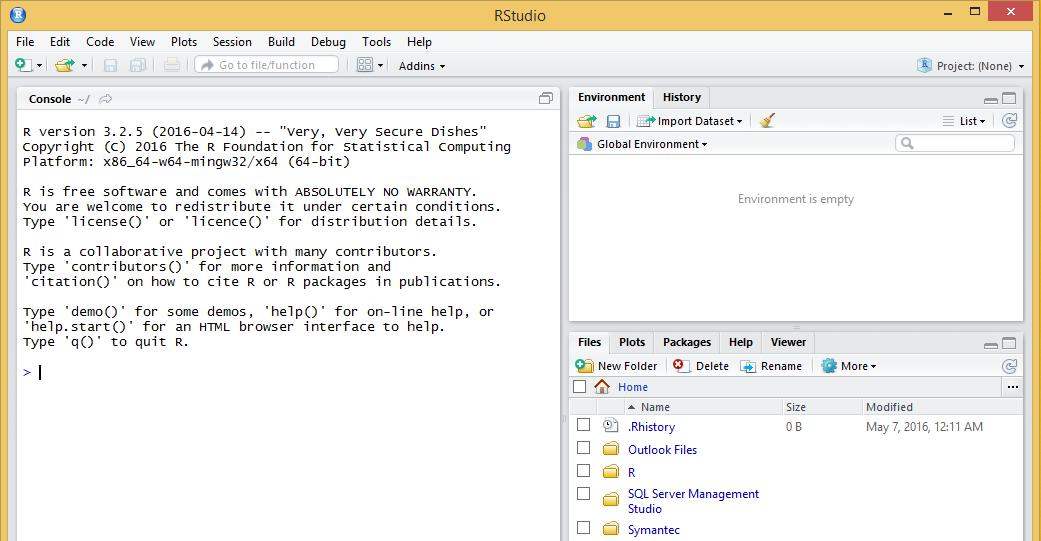 RStudio
File Edit Code View Plots Session Build Debug Tools Help
Go to file/function Addins Project: (None)
Console ~/
R version 3.2.5 (2016-04-14) -- "Very, Very Secure Dishes"
Copyright (C) 2016 The R Foundation for Statistical Computing
Platform: x86_64-w64-mingw32/x64 (64-bit)
R is free software and comes with ABSOLUTELY NO WARRANTY.
You are welcome to redistribute it under certain conditions.
Type 'license()' or 'licence()' for distribution details.
R is a collaborative project with many contributors.
Type 'contributors()' for more information and
'citation()' on how to cite R or R packages in publications.
Type 'demo()' for some demos, 'help()' for on-line help, or
'help.start()' for an HTML browser interface to help.
Type 'q()' to quit R.
>
Environment History
Import Dataset List
Global Environment
Environment is empty
Files Plots Packages Help Viewer
New Folder Delete Rename More
Home ...
Name Size Modified
.Rhistory 0 B May 7, 2016, 12:11 AM
Outlook Files
R
SQL Server Management
Studio
Symantec